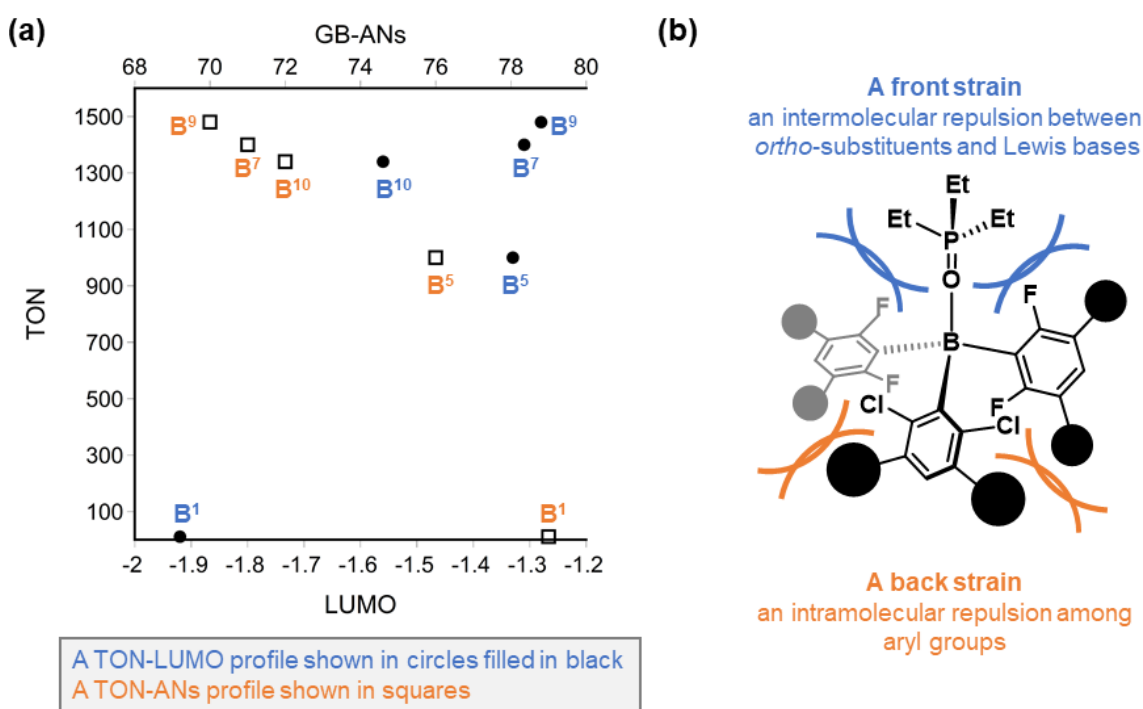 (a)
GB-ANs
68 70 72 74 76 78 80
1500
1300
1100
900
700
500
300
100
TON
B⁹
B⁷
B¹⁰
B¹⁰
B⁷
B⁹
B⁵
B⁵
B¹
B¹
-2 -1.9 -1.8 -1.7 -1.6 -1.5 -1.4 -1.3 -1.2
LUMO
A TON-LUMO profile shown in circles filled in black
A TON-ANs profile shown in squares
(b)
A front strain
an intermolecular repulsion between
ortho-substituents and Lewis bases
Et
Et P Et
O
F F
B
F F
Cl Cl
A back strain
an intramolecular repulsion among
aryl groups